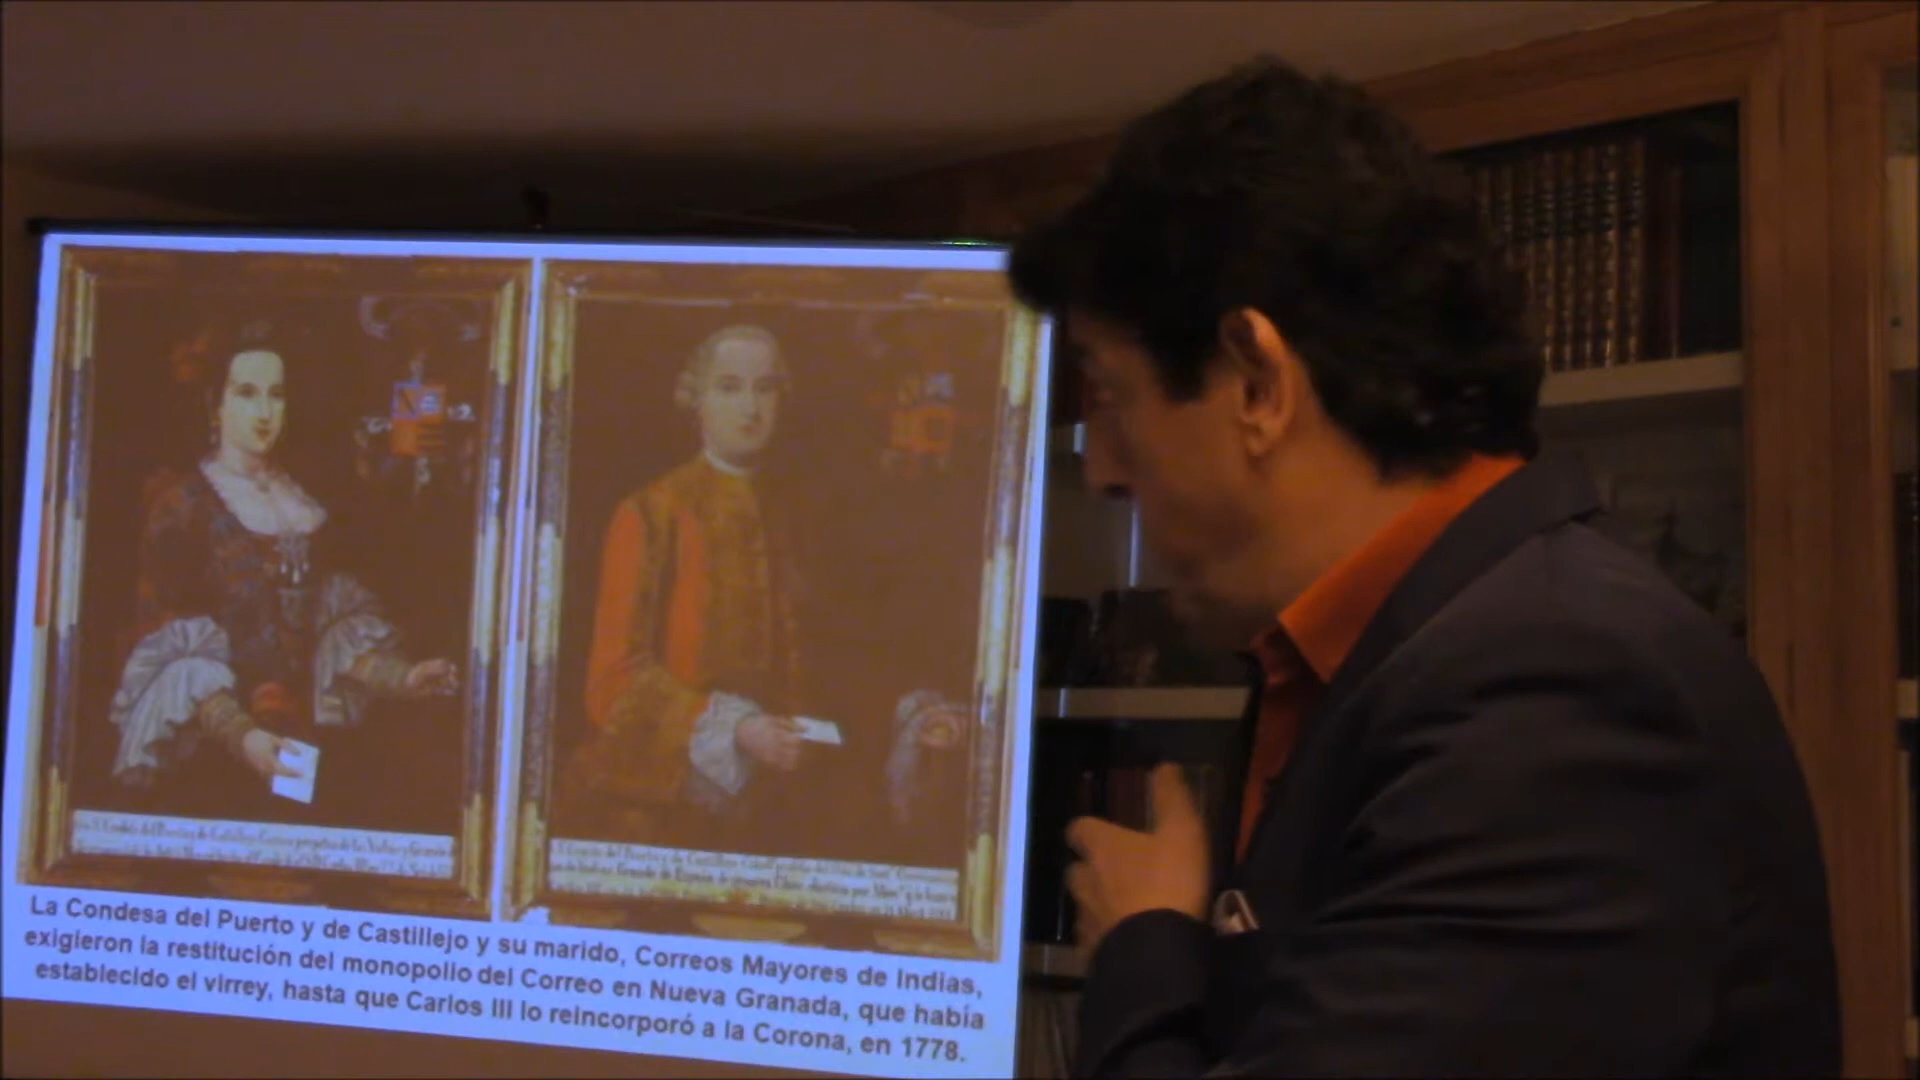 La Condesa del Puerto y de Castillejo y su marido, Correos Mayores de Indias,
exigieron la restitución del monopolio del Correo en Nueva Granada, que había
establecido el virrey, hasta que Carlos III lo reincorporó a la Corona, en 1778.